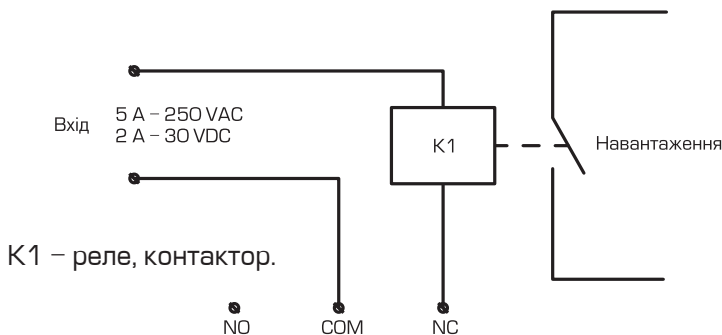 Вхід
5 A – 250 VAC
2 A – 30 VDC
K1
Навантаження
K1 – реле, контактор.
NO
COM
NC